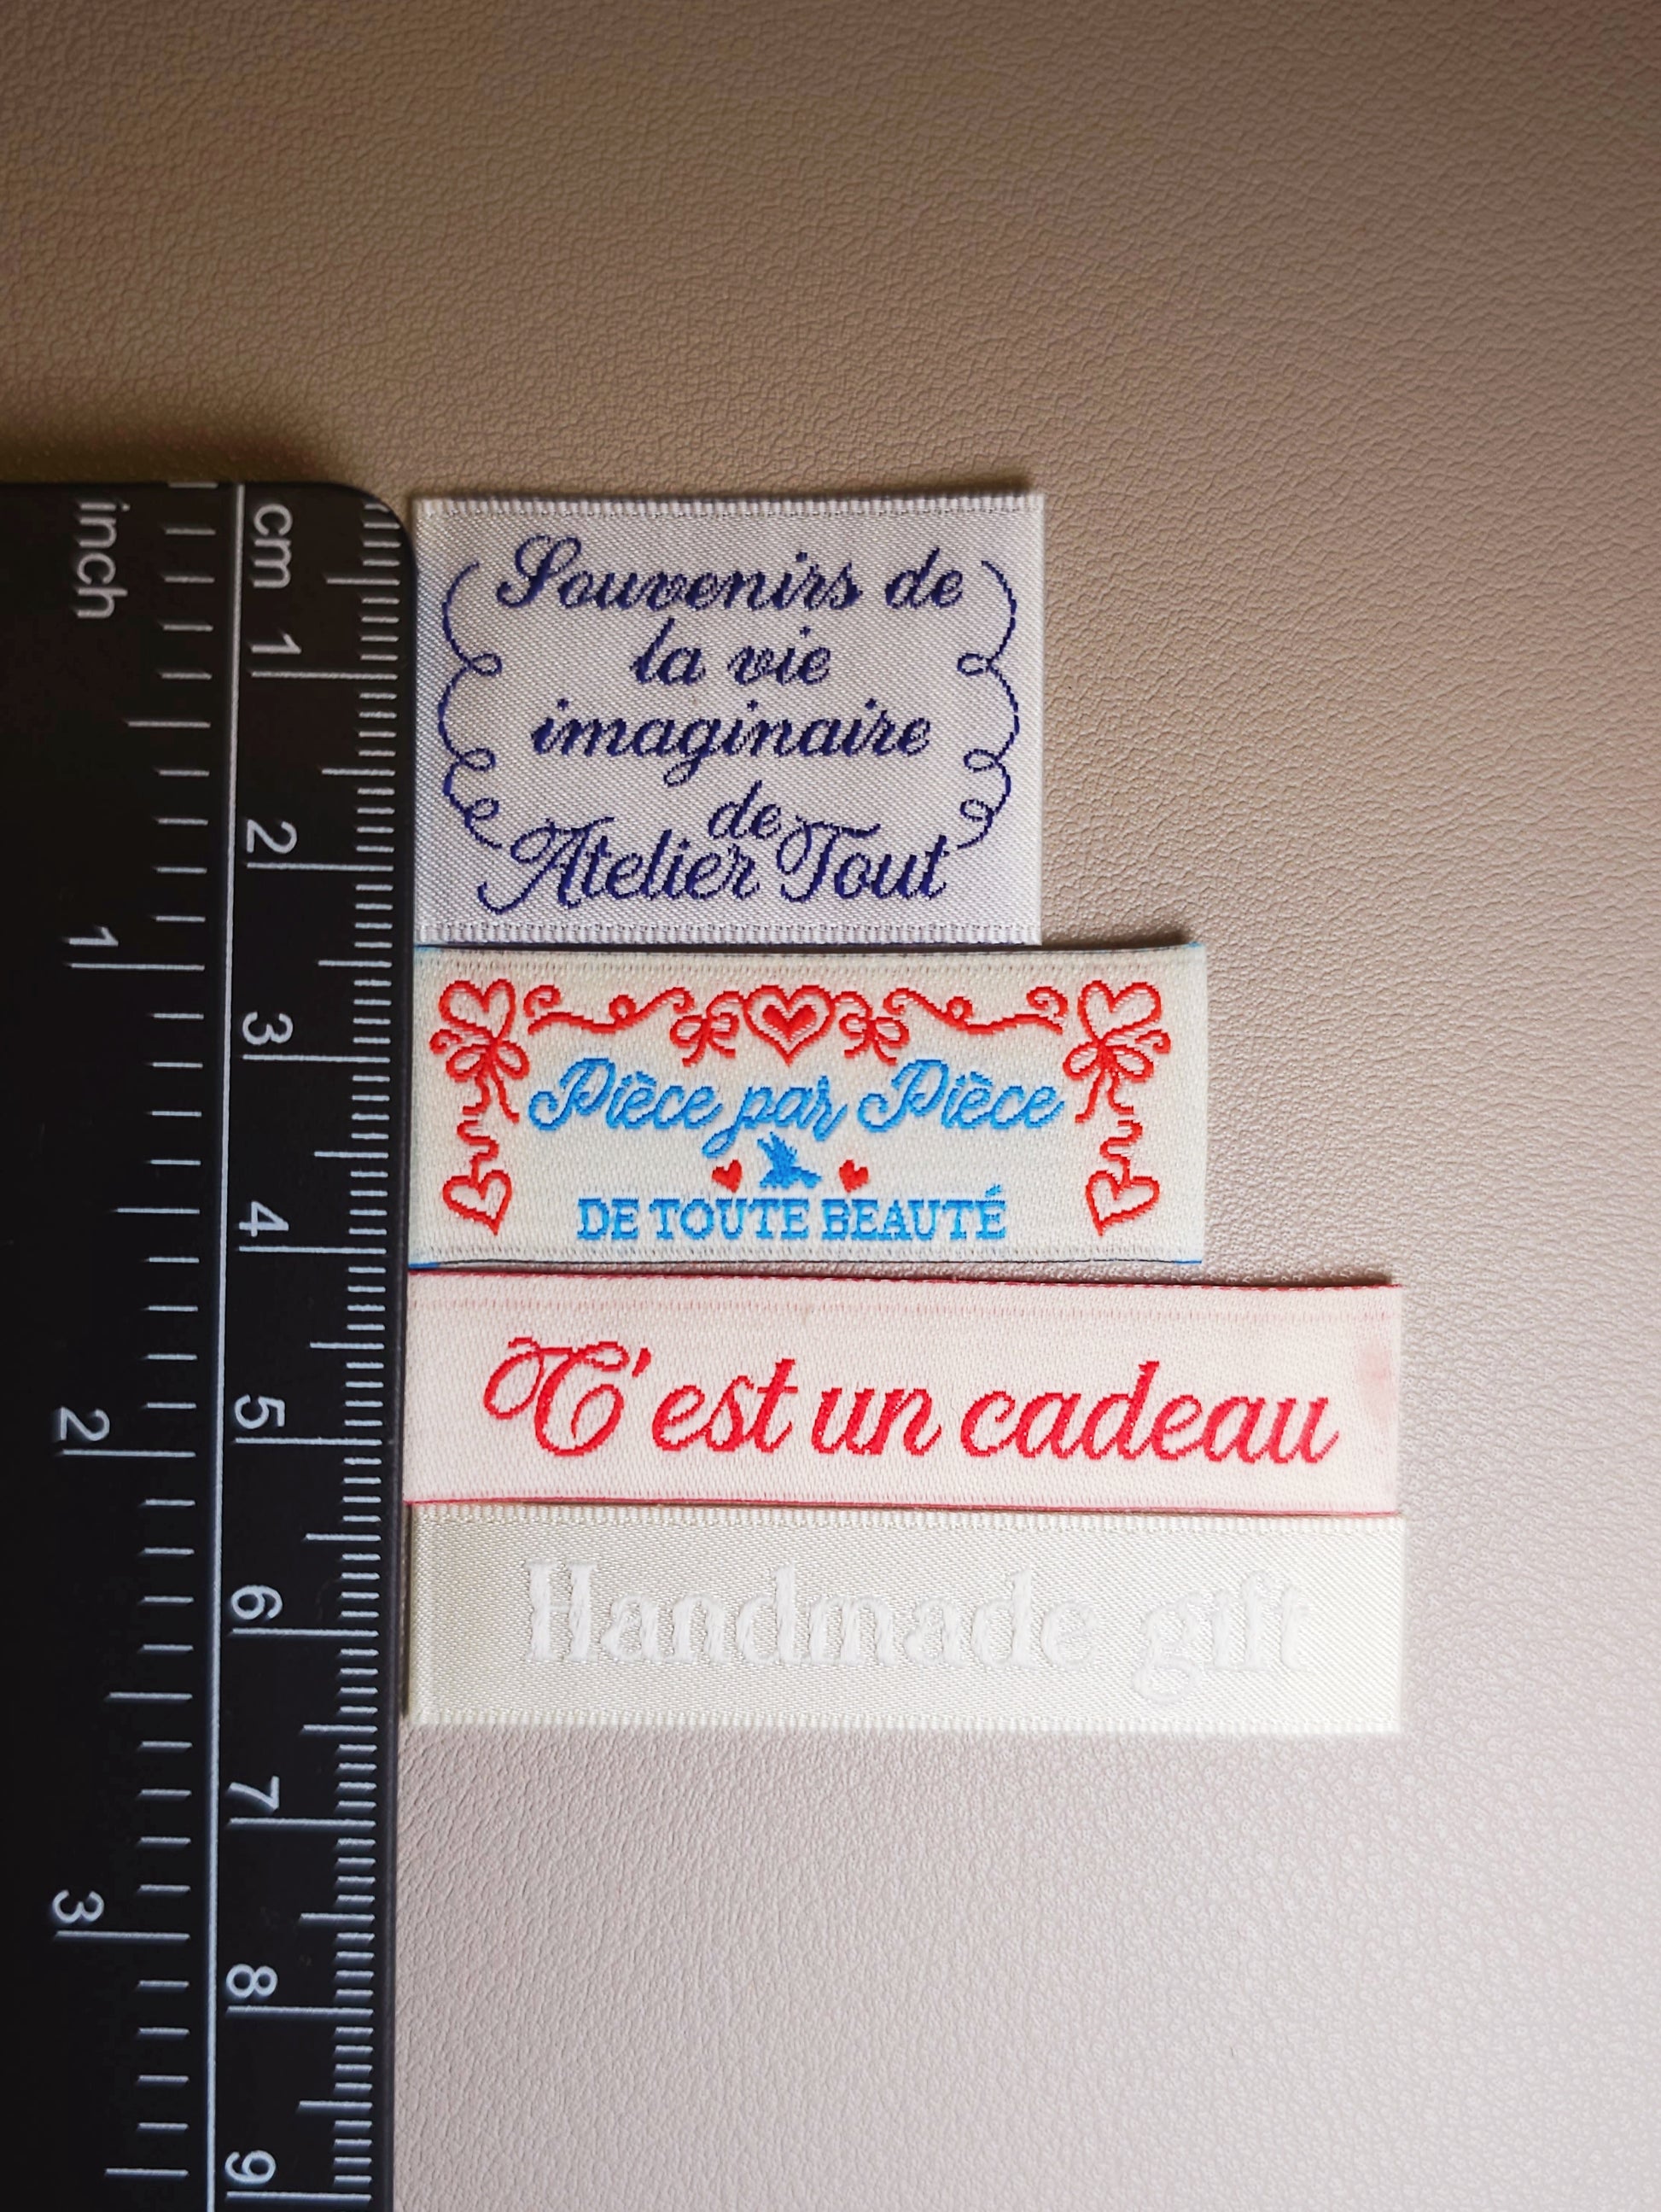 Souvenirs de
la vie
imaginaire
de
Atelier Tout
Pièce par Pièce
DE TOUTE BEAUTÉ
C'est un cadeau
Handmade gift
inch
1
2
3
cm
1
2
3
4
5
6
7
8
9